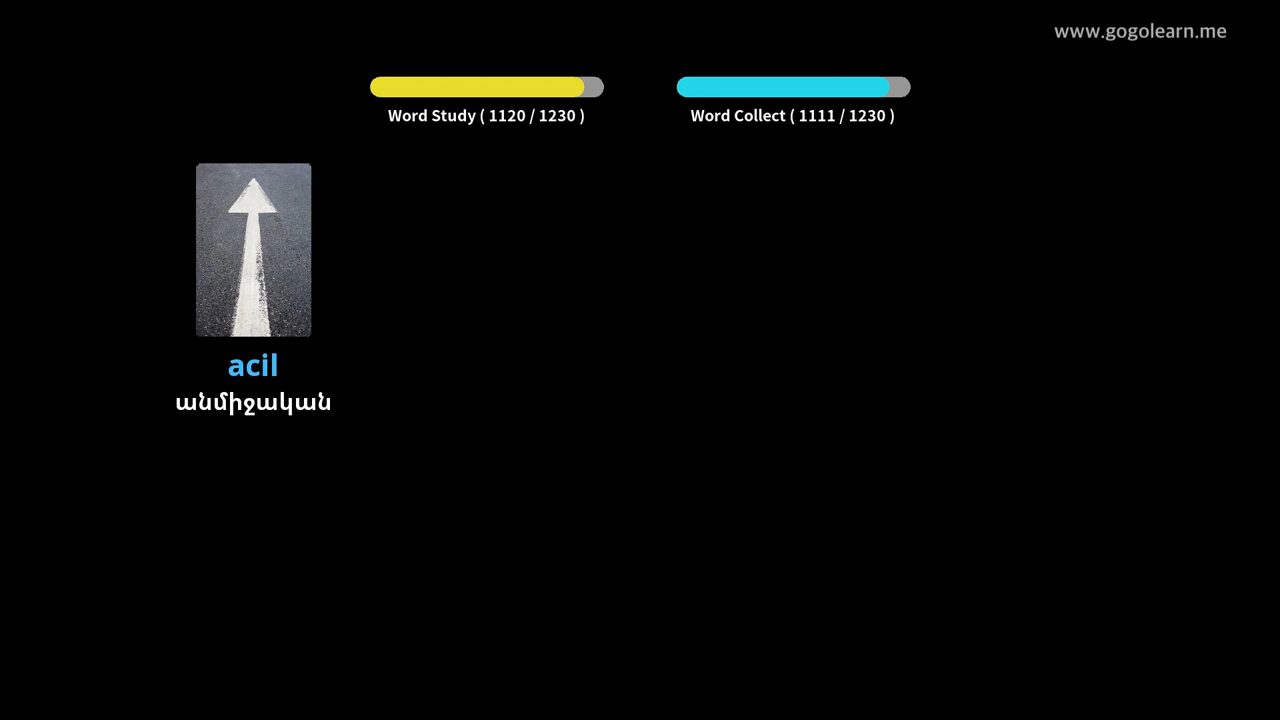 www.gogolearn.me
Word Study ( 1120 / 1230 )
Word Collect ( 1111 / 1230 )
acil
անմիջական